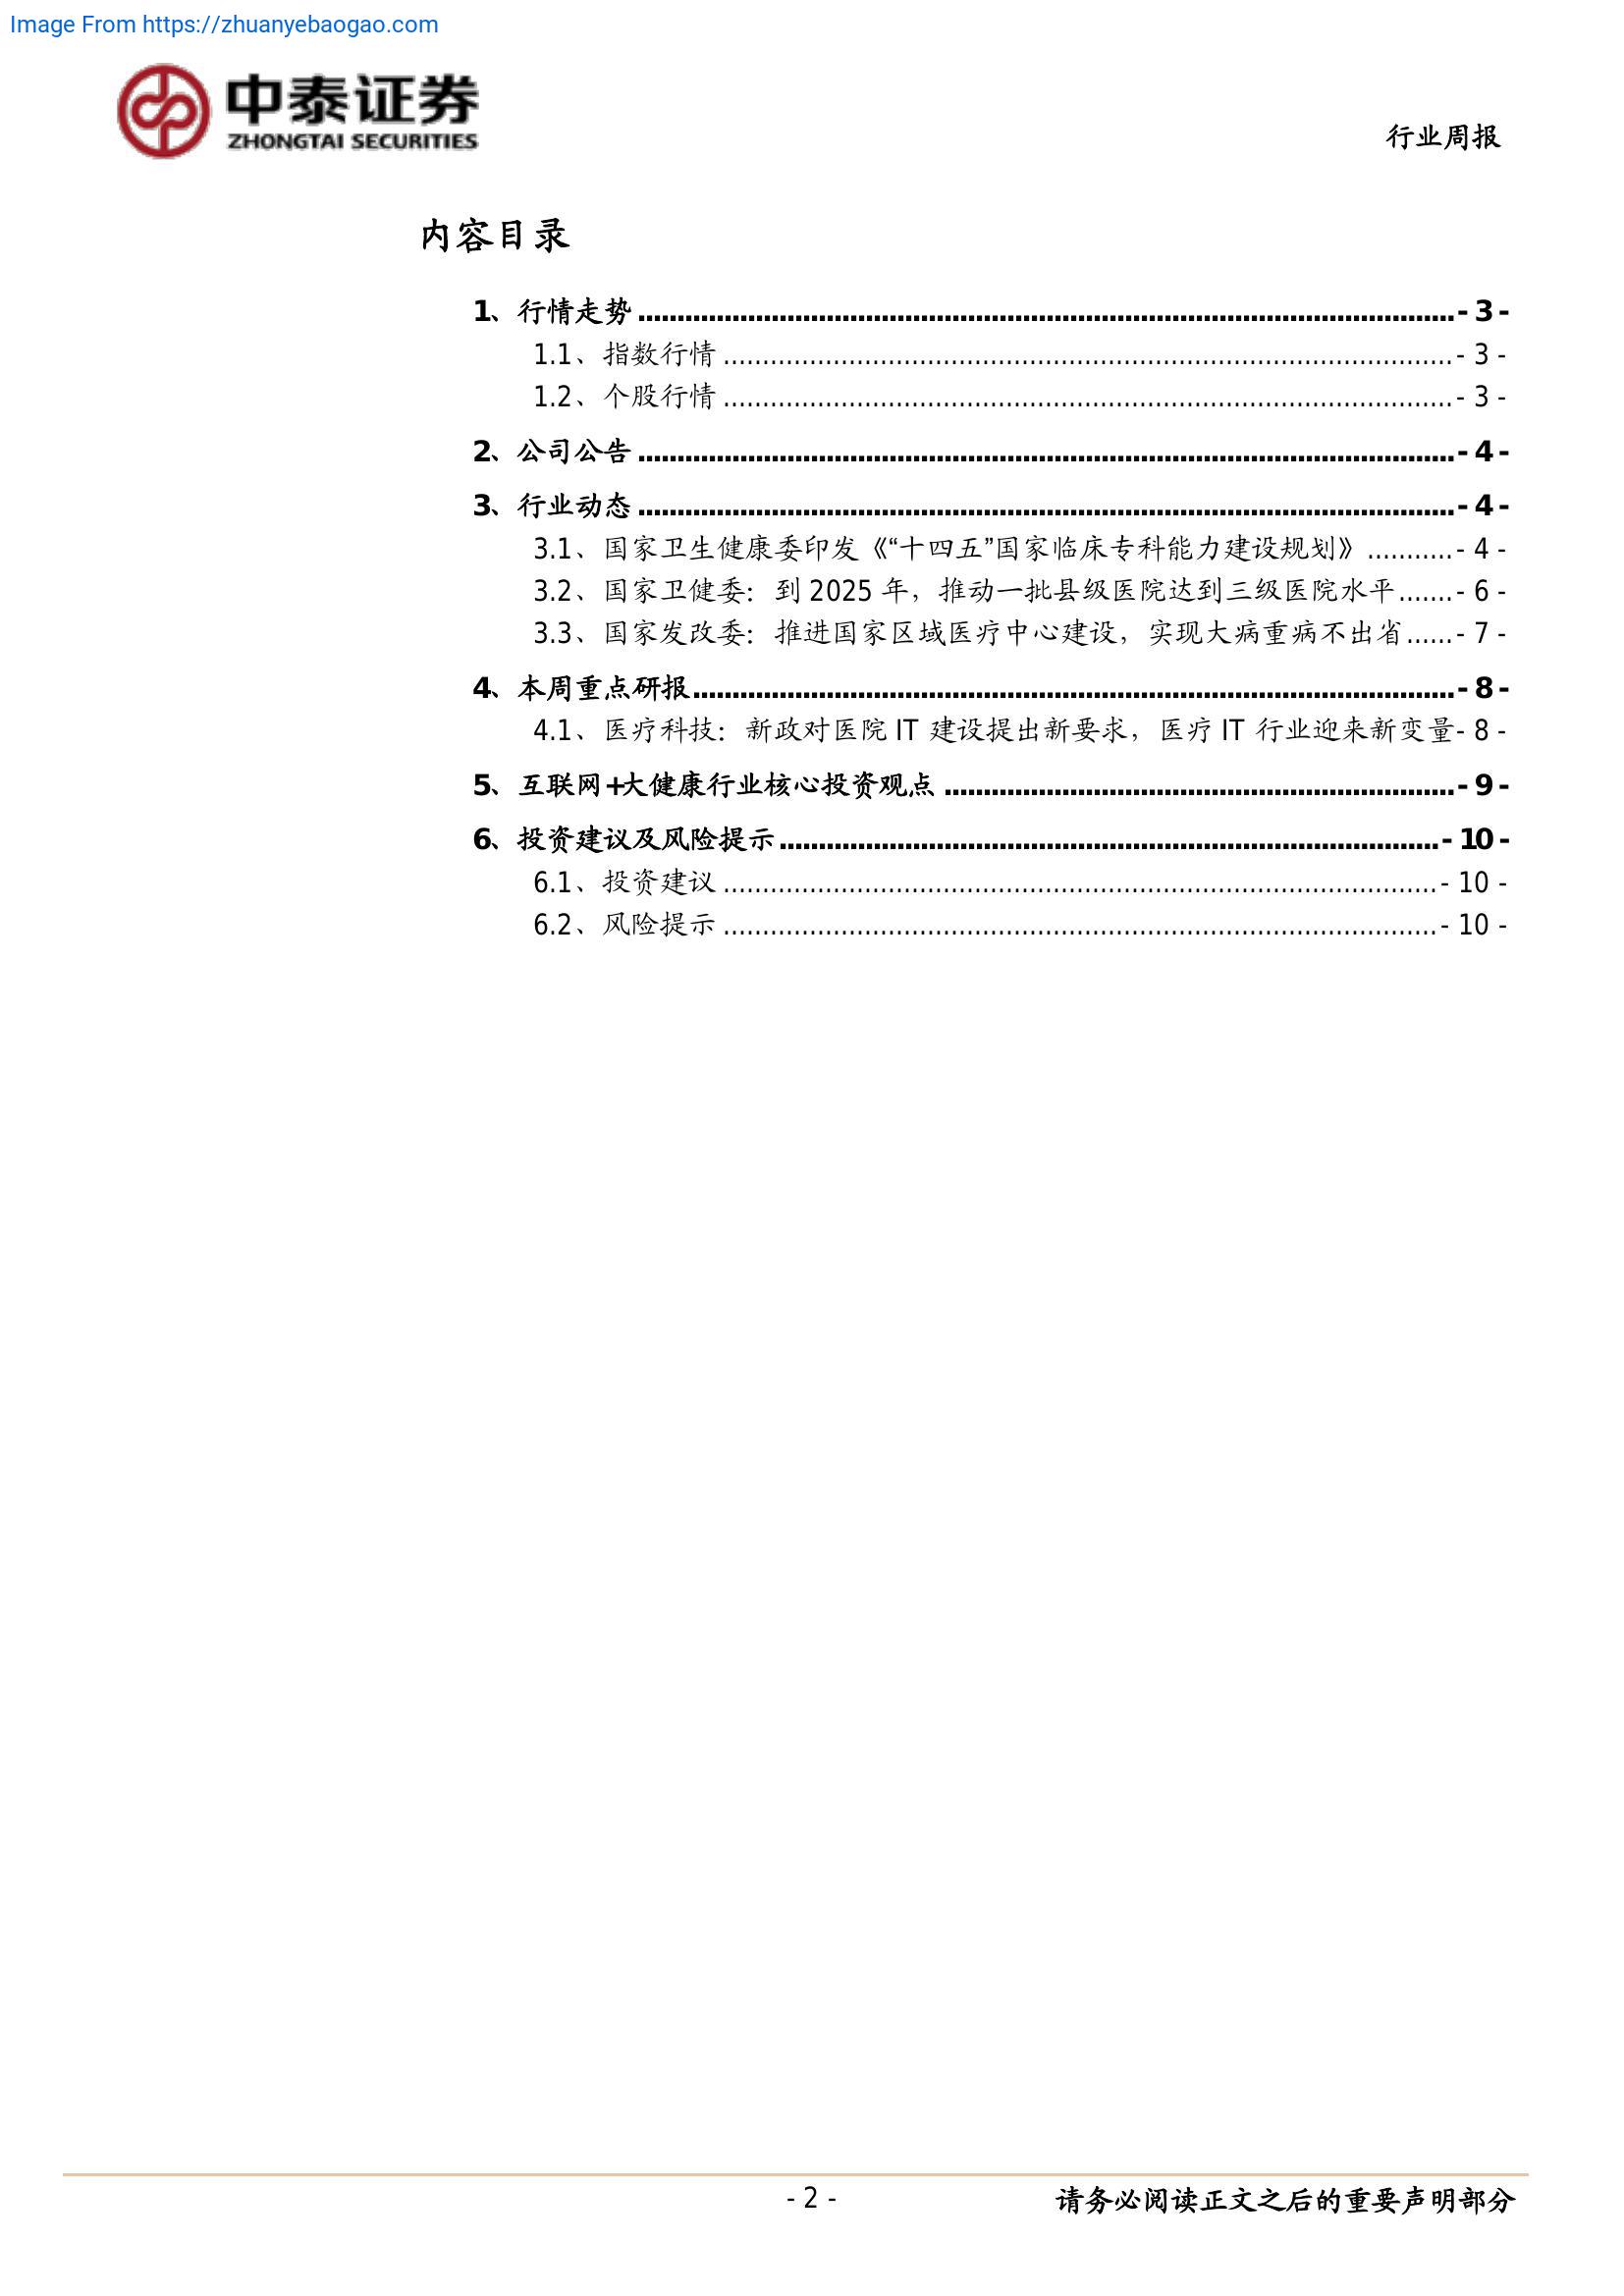 Image From https://zhuanyebaogao.com
中泰证券
ZHONGTAI SECURITIES
行业周报
内容目录
1、行情走势 - 3 -
1.1、指数行情 - 3 -
1.2、个股行情 - 3 -
2、公司公告 - 4 -
3、行业动态 - 4 -
3.1、国家卫生健康委印发《“十四五”国家临床专科能力建设规划》 - 4 -
3.2、国家卫健委：到 2025 年，推动一批县级医院达到三级医院水平 - 6 -
3.3、国家发改委：推进国家区域医疗中心建设，实现大病重病不出省 - 7 -
4、本周重点研报 - 8 -
4.1、医疗科技：新政对医院 IT 建设提出新要求，医疗 IT 行业迎来新变量 - 8 -
5、互联网+大健康行业核心投资观点 - 9 -
6、投资建议及风险提示 - 10 -
6.1、投资建议 - 10 -
6.2、风险提示 - 10 -
- 2 -
请务必阅读正文之后的重要声明部分